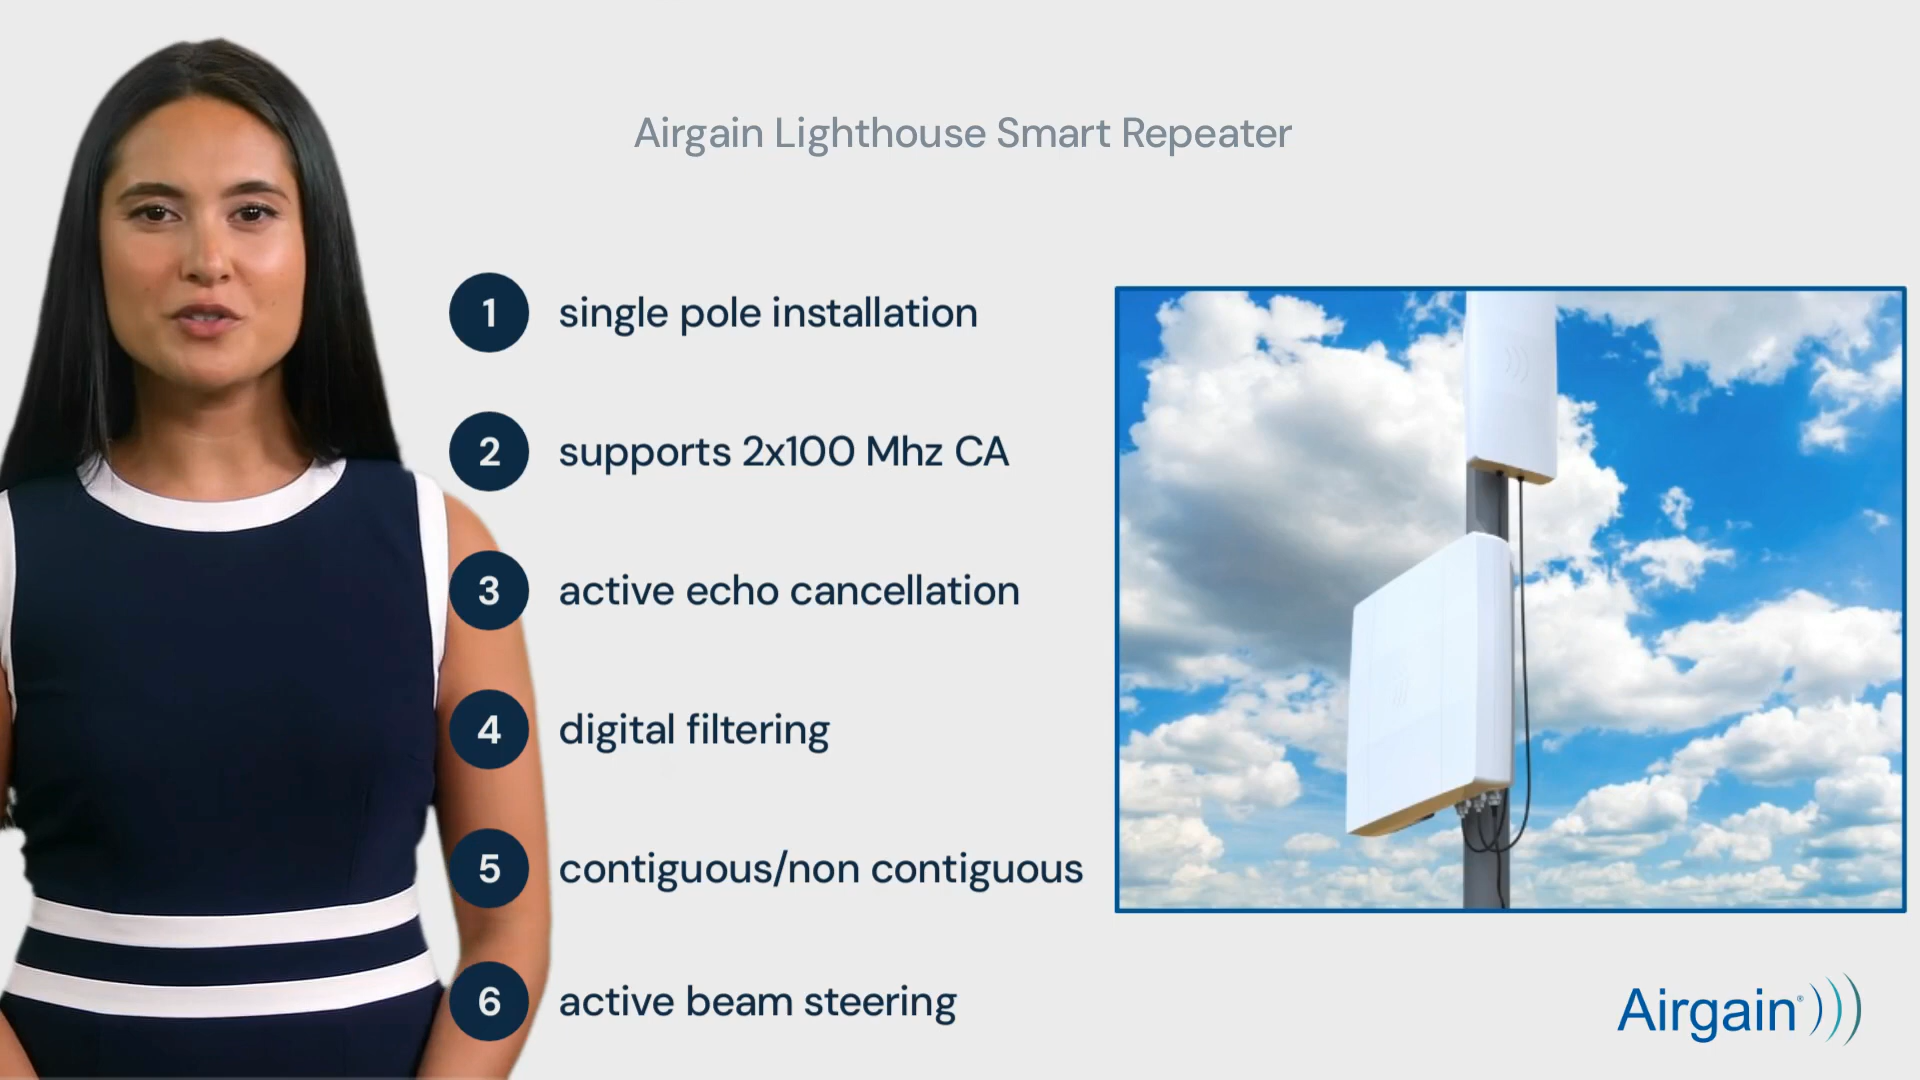 Airgain Lighthouse Smart Repeater
1 single pole installation
2 supports 2x100 Mhz CA
3 active echo cancellation
4 digital filtering
5 contiguous/non contiguous
6 active beam steering
Airgain®